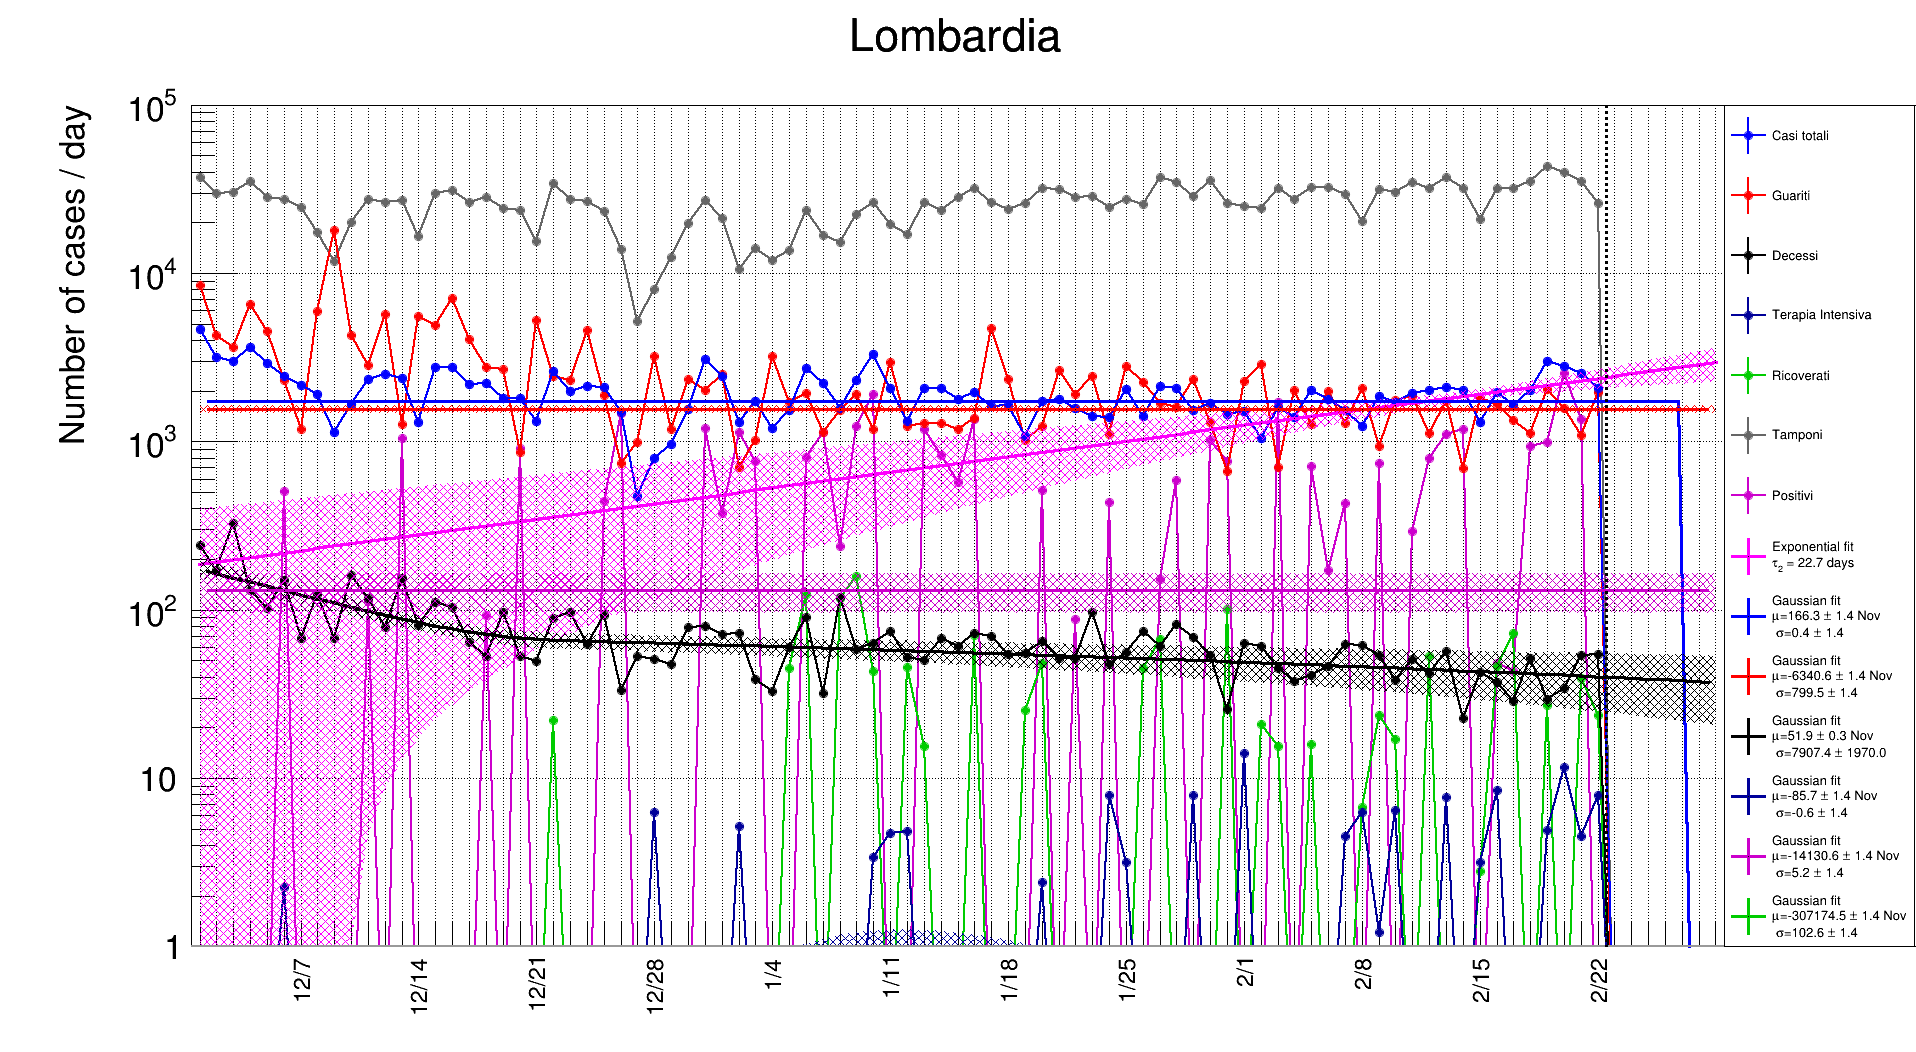 Lombardia
Number of cases / day
10^5
10^4
10^3
10^2
10
1
12/7
12/14
12/21
12/28
1/4
1/11
1/18
1/25
2/1
2/8
2/15
2/22
Casi totali
Guariti
Decessi
Terapia Intensiva
Ricoverati
Tamponi
Positivi
Exponential fit
τ₂ = 22.7 days
Gaussian fit
μ=166.3 ± 1.4 Nov
σ=0.4 ± 1.4
Gaussian fit
μ=-6340.6 ± 1.4 Nov
σ=799.5 ± 1.4
Gaussian fit
μ=51.9 ± 0.3 Nov
σ=7907.4 ± 1970.0
Gaussian fit
μ=-85.7 ± 1.4 Nov
σ=-0.6 ± 1.4
Gaussian fit
μ=-14130.6 ± 1.4 Nov
σ=5.2 ± 1.4
Gaussian fit
μ=-307174.5 ± 1.4 Nov
σ=102.6 ± 1.4